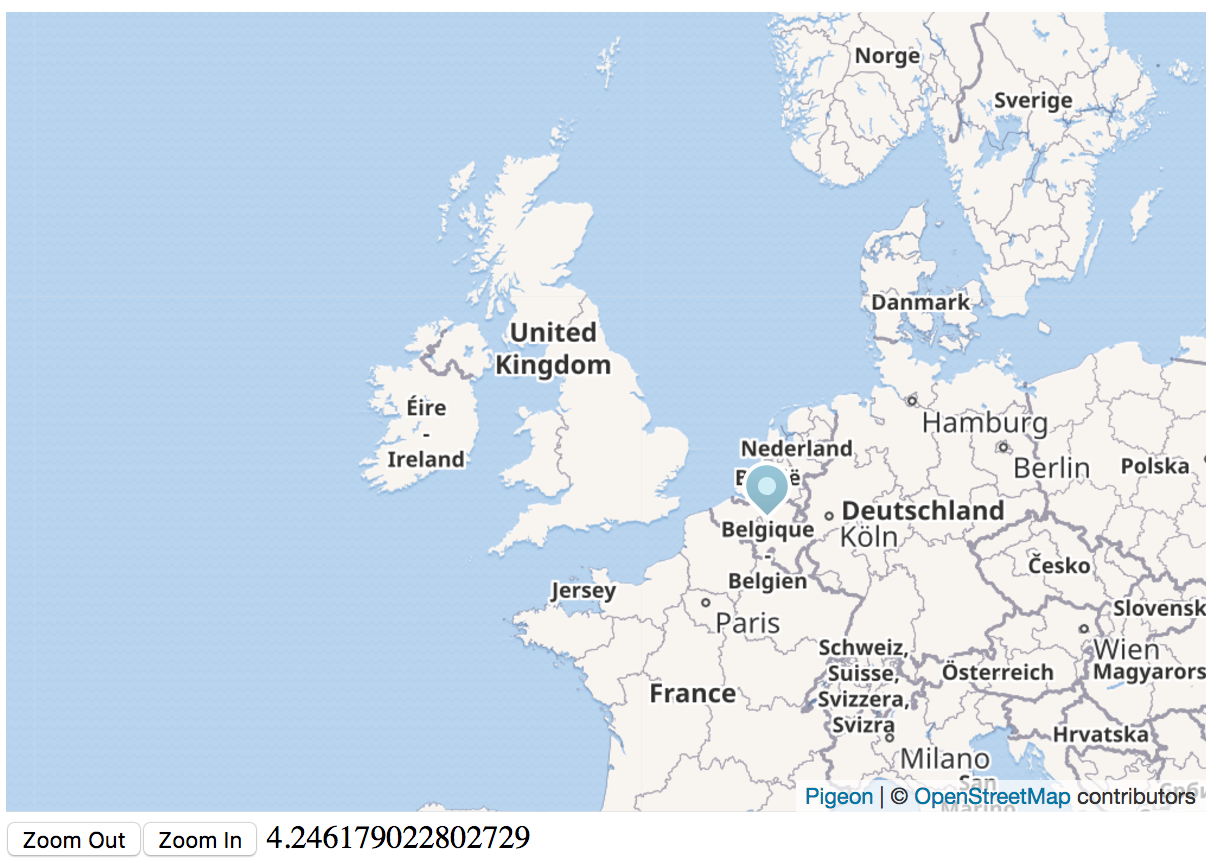 Norge
Sverige
Danmark
United
Kingdom
Éire
-
Ireland
Hamburg
Nederland
Berlin
Polska
Deutschland
Köln
Belgique
-
Belgien
Česko
Jersey
Paris
Slovensk
Wien
Schweiz,
Suisse,
Svizzera,
Svizra
Österreich
Magyarors
France
Hrvatska
Milano
San
Marino
Pigeon | © OpenStreetMap contributors
Zoom Out
Zoom In
4.246179022802729